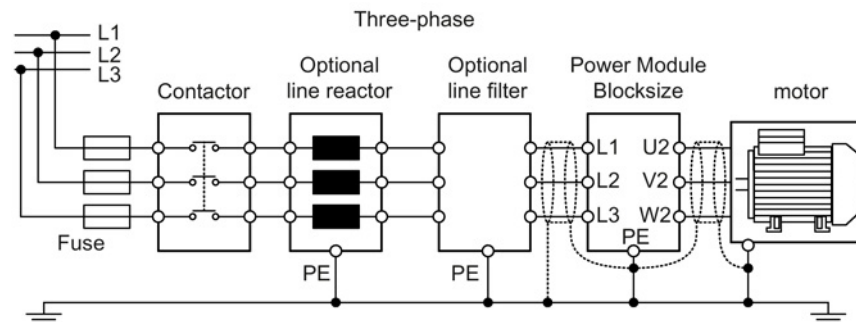 Three-phase
L1
L2
L3
Contactor
Optional
line reactor
Optional
line filter
Power Module
Blocksize
motor
L1 U2
L2 V2
L3 W2
Fuse
PE
PE
PE